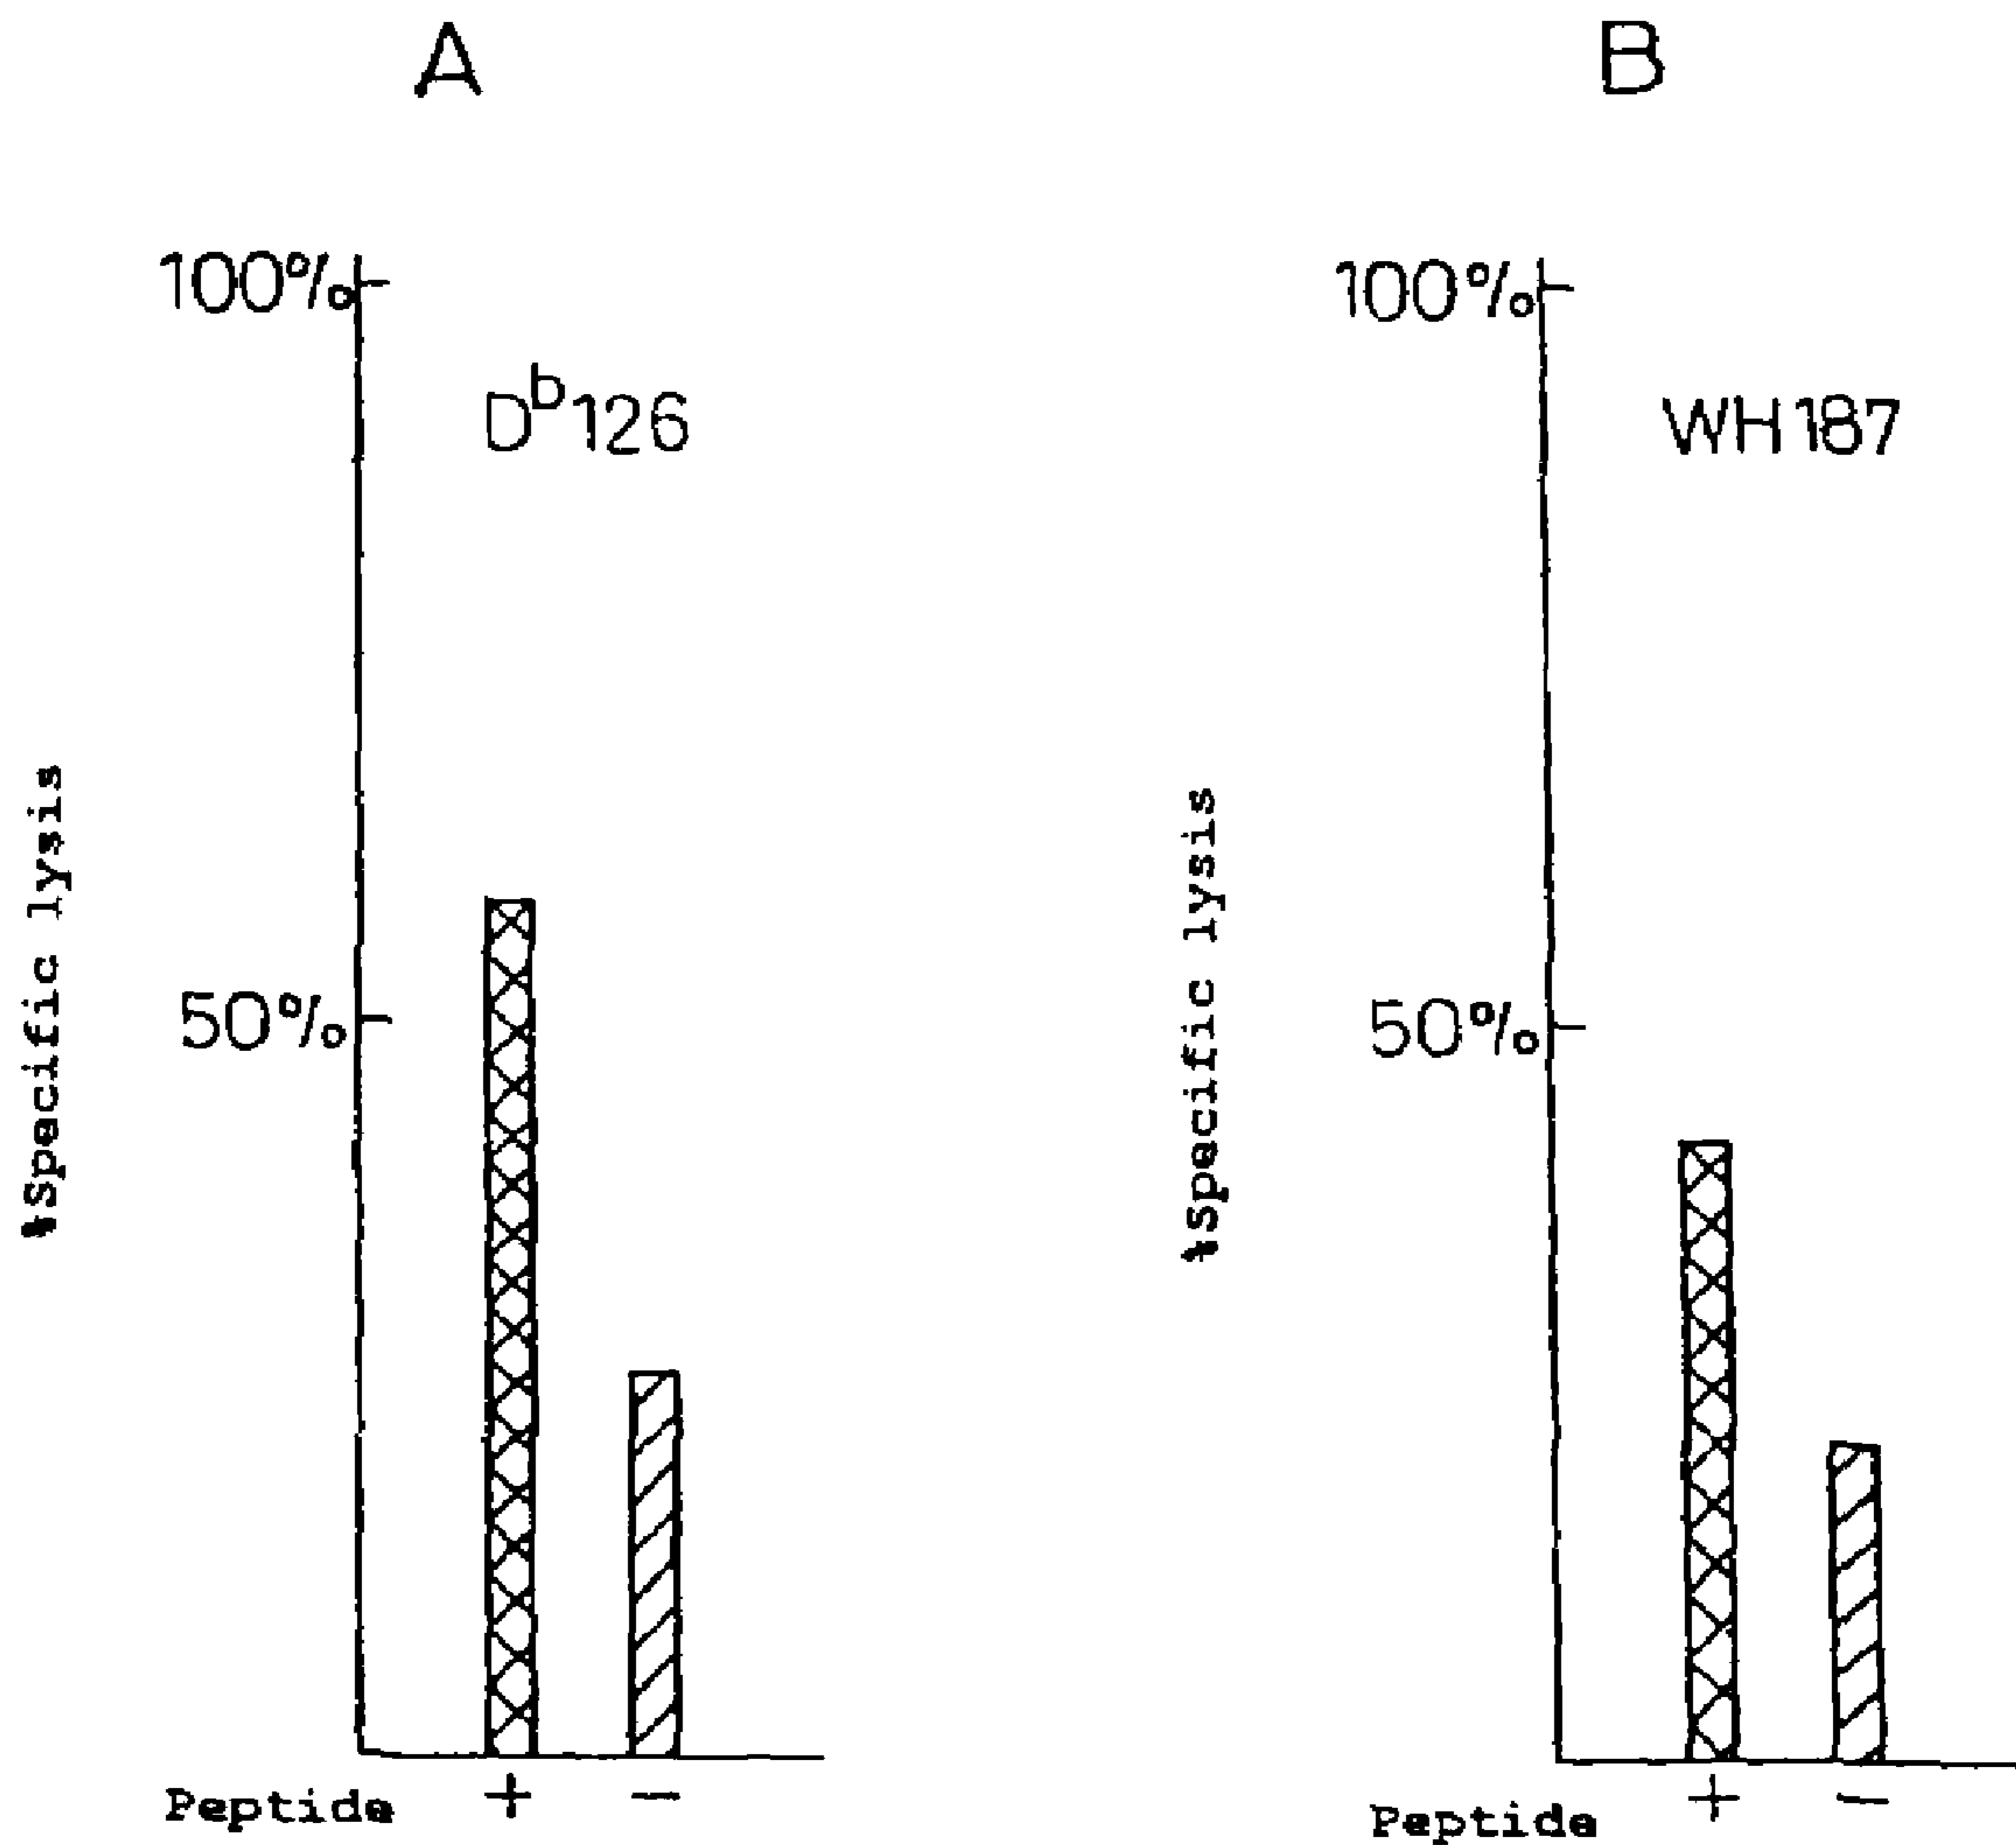 A
100%
D^b126
50%
%Specific lysis
Peptide + −
B
100%
WH187
50%
%Specific lysis
Peptide + −